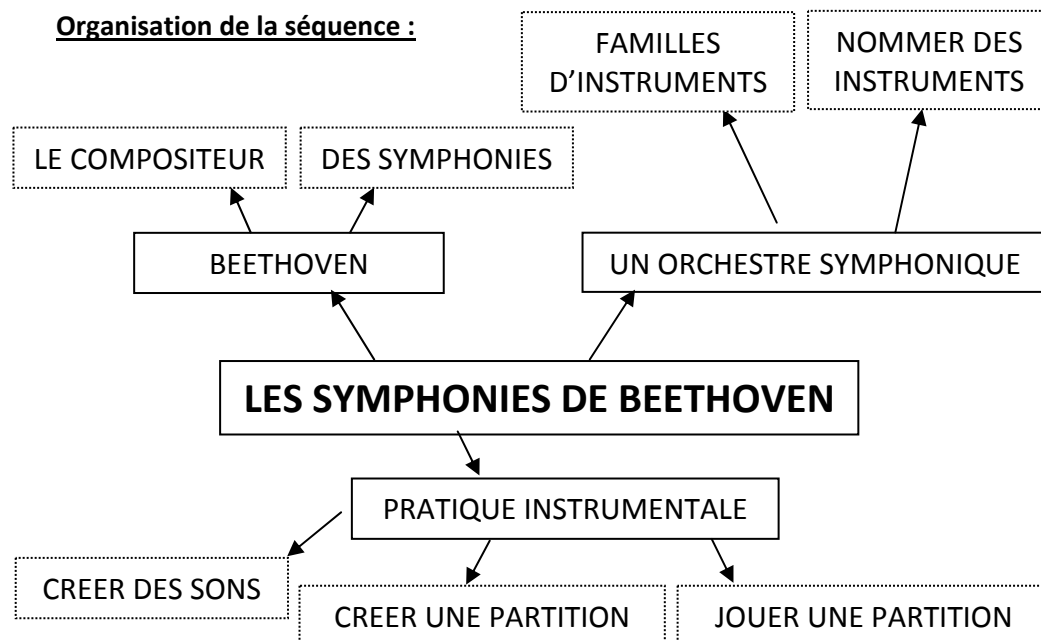 Organisation de la séquence :
FAMILLES
D’INSTRUMENTS
NOMMER DES
INSTRUMENTS
LE COMPOSITEUR
DES SYMPHONIES
BEETHOVEN
UN ORCHESTRE SYMPHONIQUE
LES SYMPHONIES DE BEETHOVEN
PRATIQUE INSTRUMENTALE
CREER DES SONS
CREER UNE PARTITION
JOUER UNE PARTITION